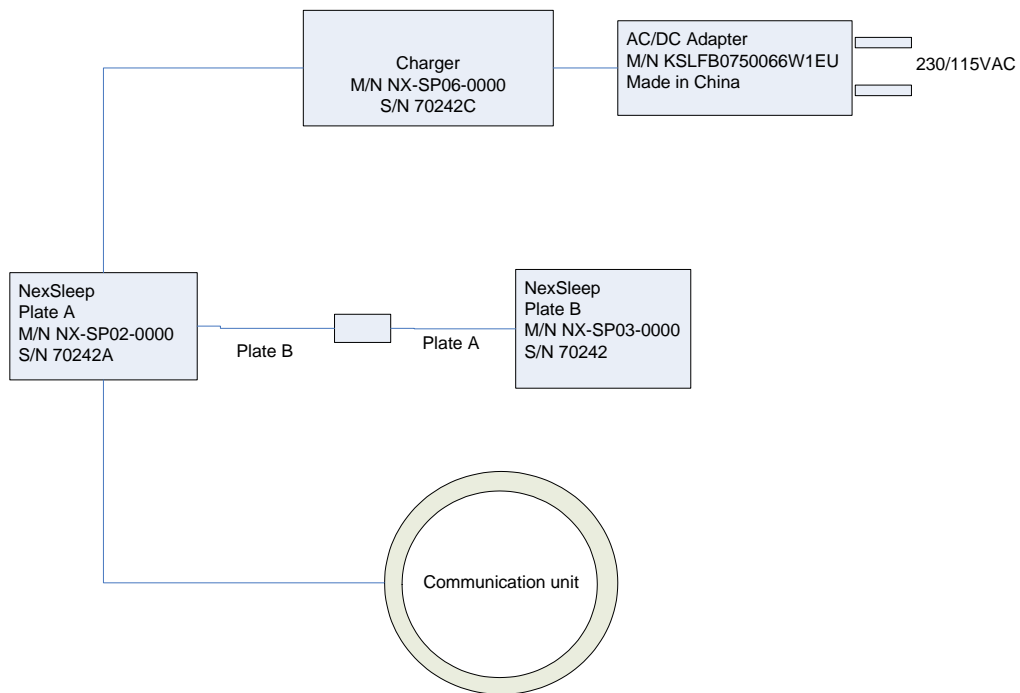 Charger
M/N NX-SP06-0000
S/N 70242C
AC/DC Adapter
M/N KSLFB0750066W1EU
Made in China
230/115VAC
NexSleep
Plate A
M/N NX-SP02-0000
S/N 70242A
Plate B
Plate A
NexSleep
Plate B
M/N NX-SP03-0000
S/N 70242
Communication unit